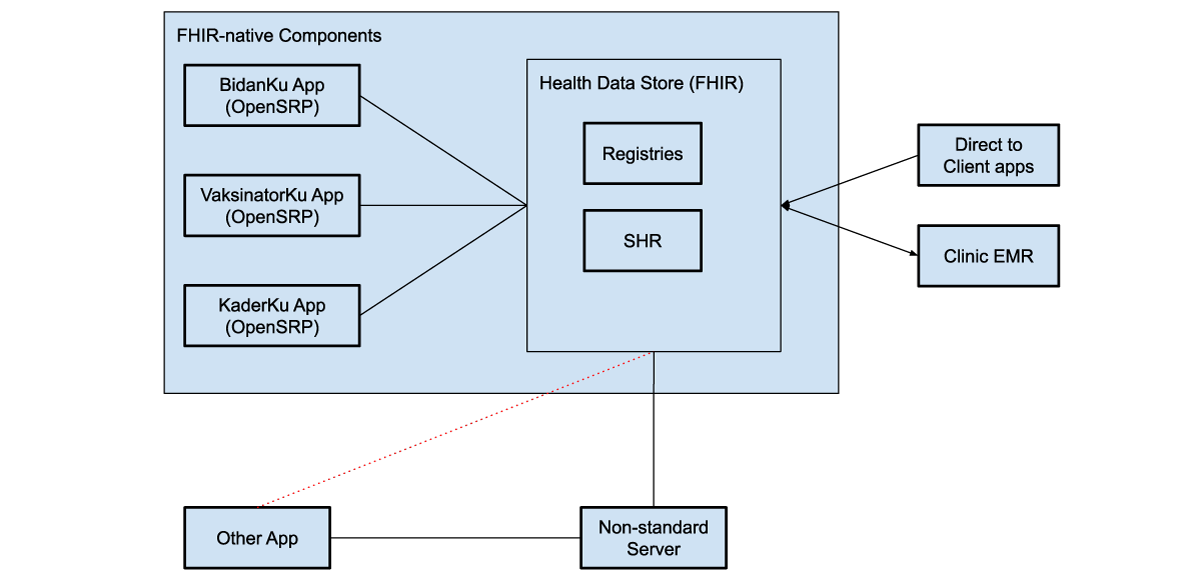 FHIR-native Components
BidanKu App
(OpenSRP)
VaksinatorKu App
(OpenSRP)
KaderKu App
(OpenSRP)
Health Data Store (FHIR)
Registries
SHR
Direct to
Client apps
Clinic EMR
Other App
Non-standard
Server